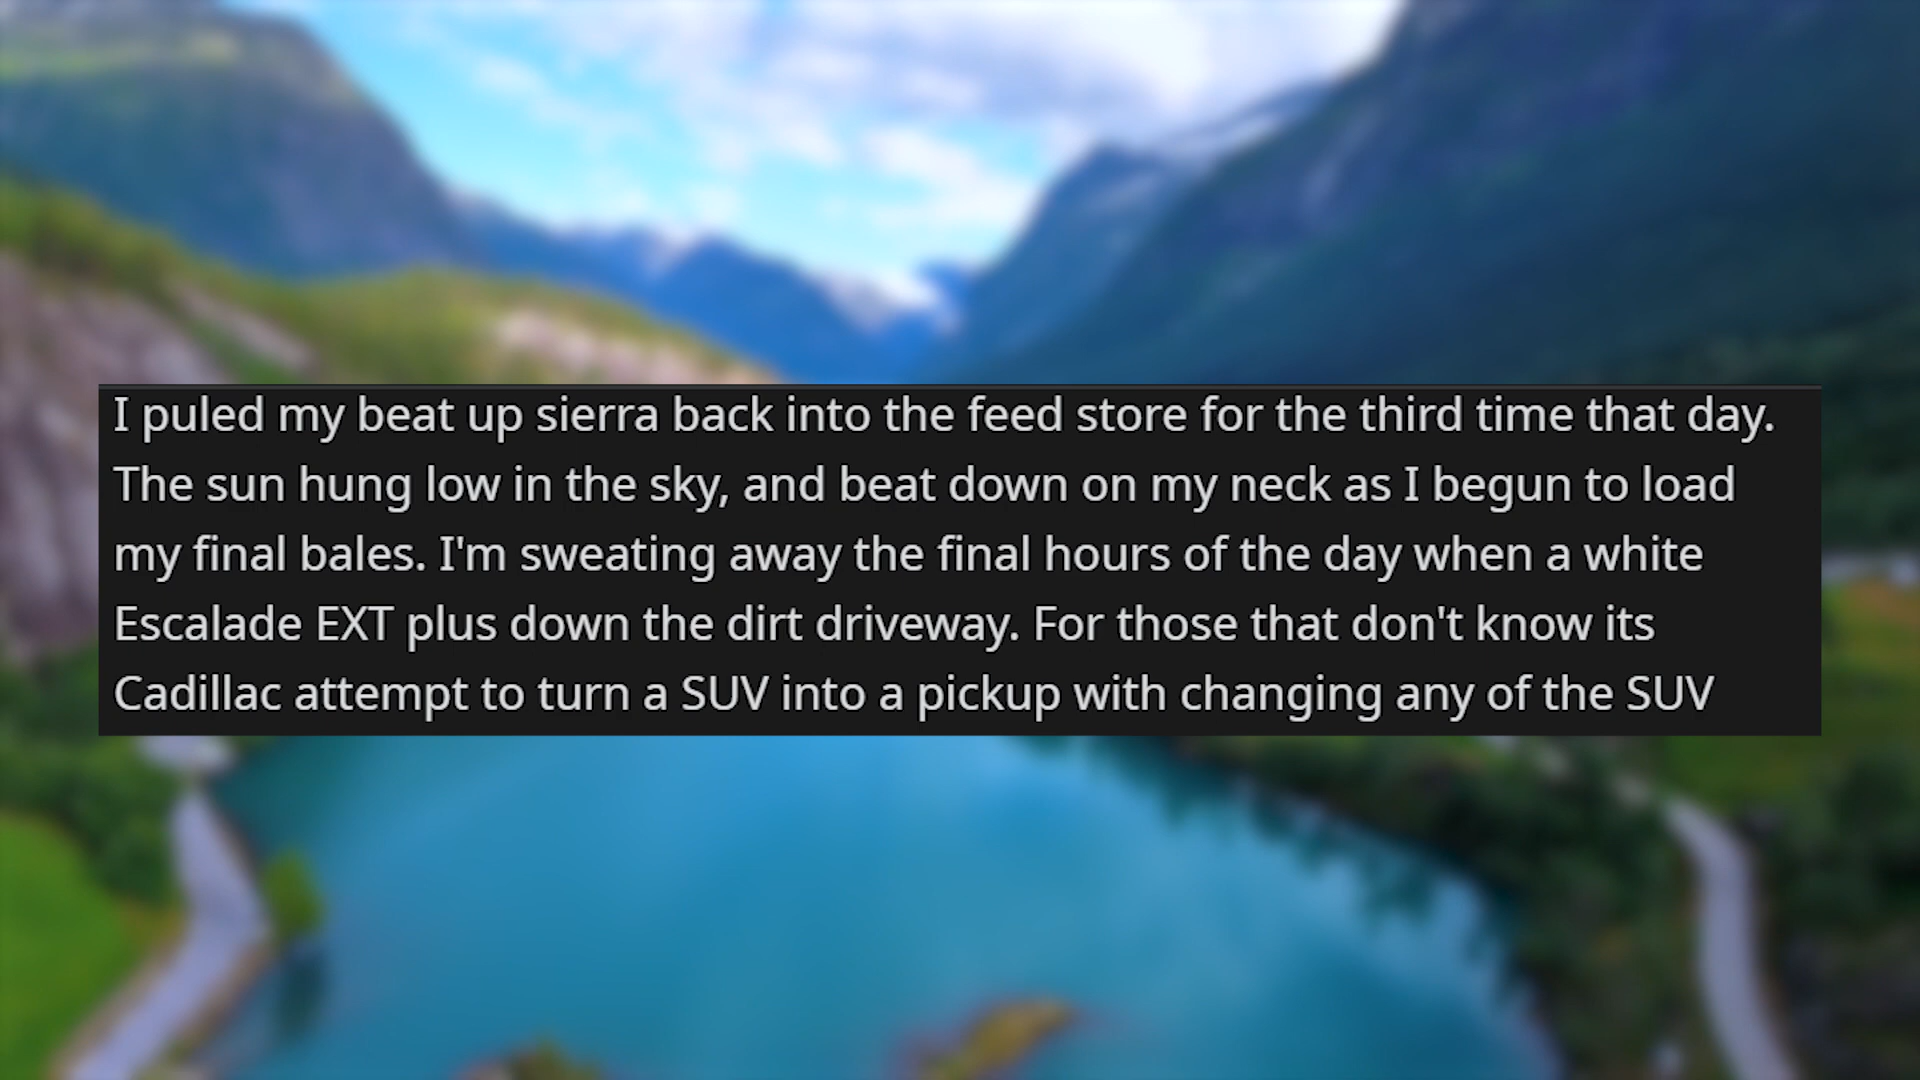 I puled my beat up sierra back into the feed store for the third time that day.
The sun hung low in the sky, and beat down on my neck as I begun to load
my final bales. I'm sweating away the final hours of the day when a white
Escalade EXT plus down the dirt driveway. For those that don't know its
Cadillac attempt to turn a SUV into a pickup with changing any of the SUV